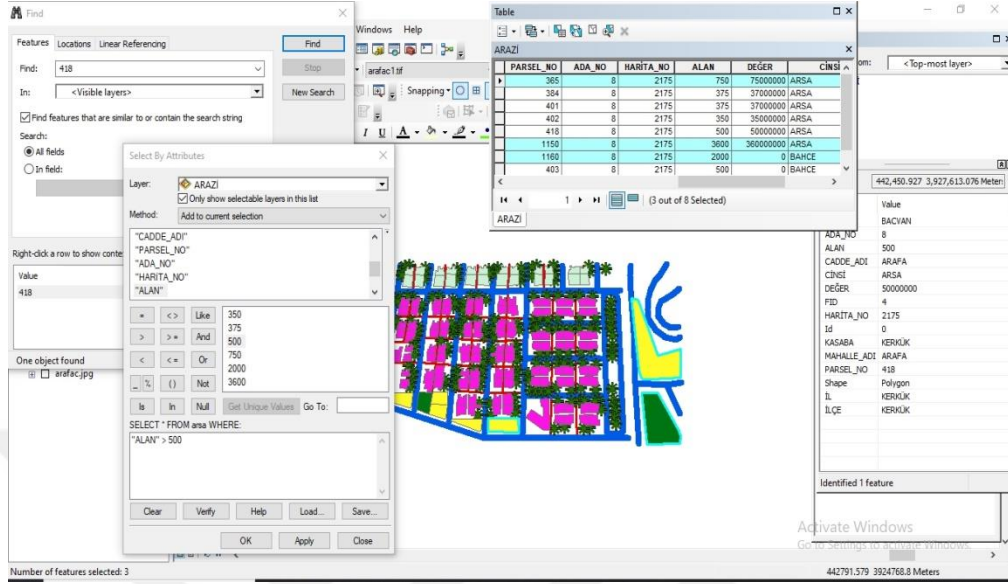 Find
Features Locations Linear Referencing
Find: 418
In: <Visible layers>
Find features that are similar to or contain the search string
Search:
All fields
In field:
Find
Stop
New Search
Right-click a row to show conte
Value
418
One object found
arafac.jpg
Windows Help
arafac1tif
Snapping
Select By Attributes
Layer: ARAZİ
Only show selectable layers in this list
Method: Add to current selection
"CADDE_ADI"
"PARSEL_NO"
"ADA_NO"
"HARİTA_NO"
"ALAN"
= <> Like
> > = And
< < = Or
_ % () Not
Is In Null Get Unique Values Go To:
350
375
500
750
2000
3600
SELECT * FROM arsa WHERE:
"ALAN" > 500
Clear Verify Help Load... Save...
OK Apply Close
Number of features selected: 3
Table
ARAZİ
PARSEL_NO ADA_NO HARİTA_NO ALAN DEĞER CİNSİ
365 8 2175 750 75000000 ARSA
384 8 2175 375 37000000 ARSA
401 8 2175 375 37000000 ARSA
402 8 2175 350 35000000 ARSA
418 8 2175 500 50000000 ARSA
1150 8 2175 3600 360000000 ARSA
1160 8 2175 2000 0 BAHCE
403 8 2175 500 0 BAHCE
1
(3 out of 8 Selected)
ARAZİ
om: <Top-most layer>
442,450.927 3,927,613.076 Meters
Value
BACVAN
ADA_NO 8
ALAN 500
CADDE_ADI ARAFA
CİNSİ ARSA
DEĞER 50000000
FID 4
HARİTA_NO 2175
Id 0
KASABA KERKÜK
MAHALLE_ADI ARAFA
PARSEL_NO 418
Shape Polygon
İL KERKÜK
İLÇE KERKÜK
Identified 1 feature
Activate Windows
Go to Settings to activate Windows.
442791.579 3924768.8 Meters